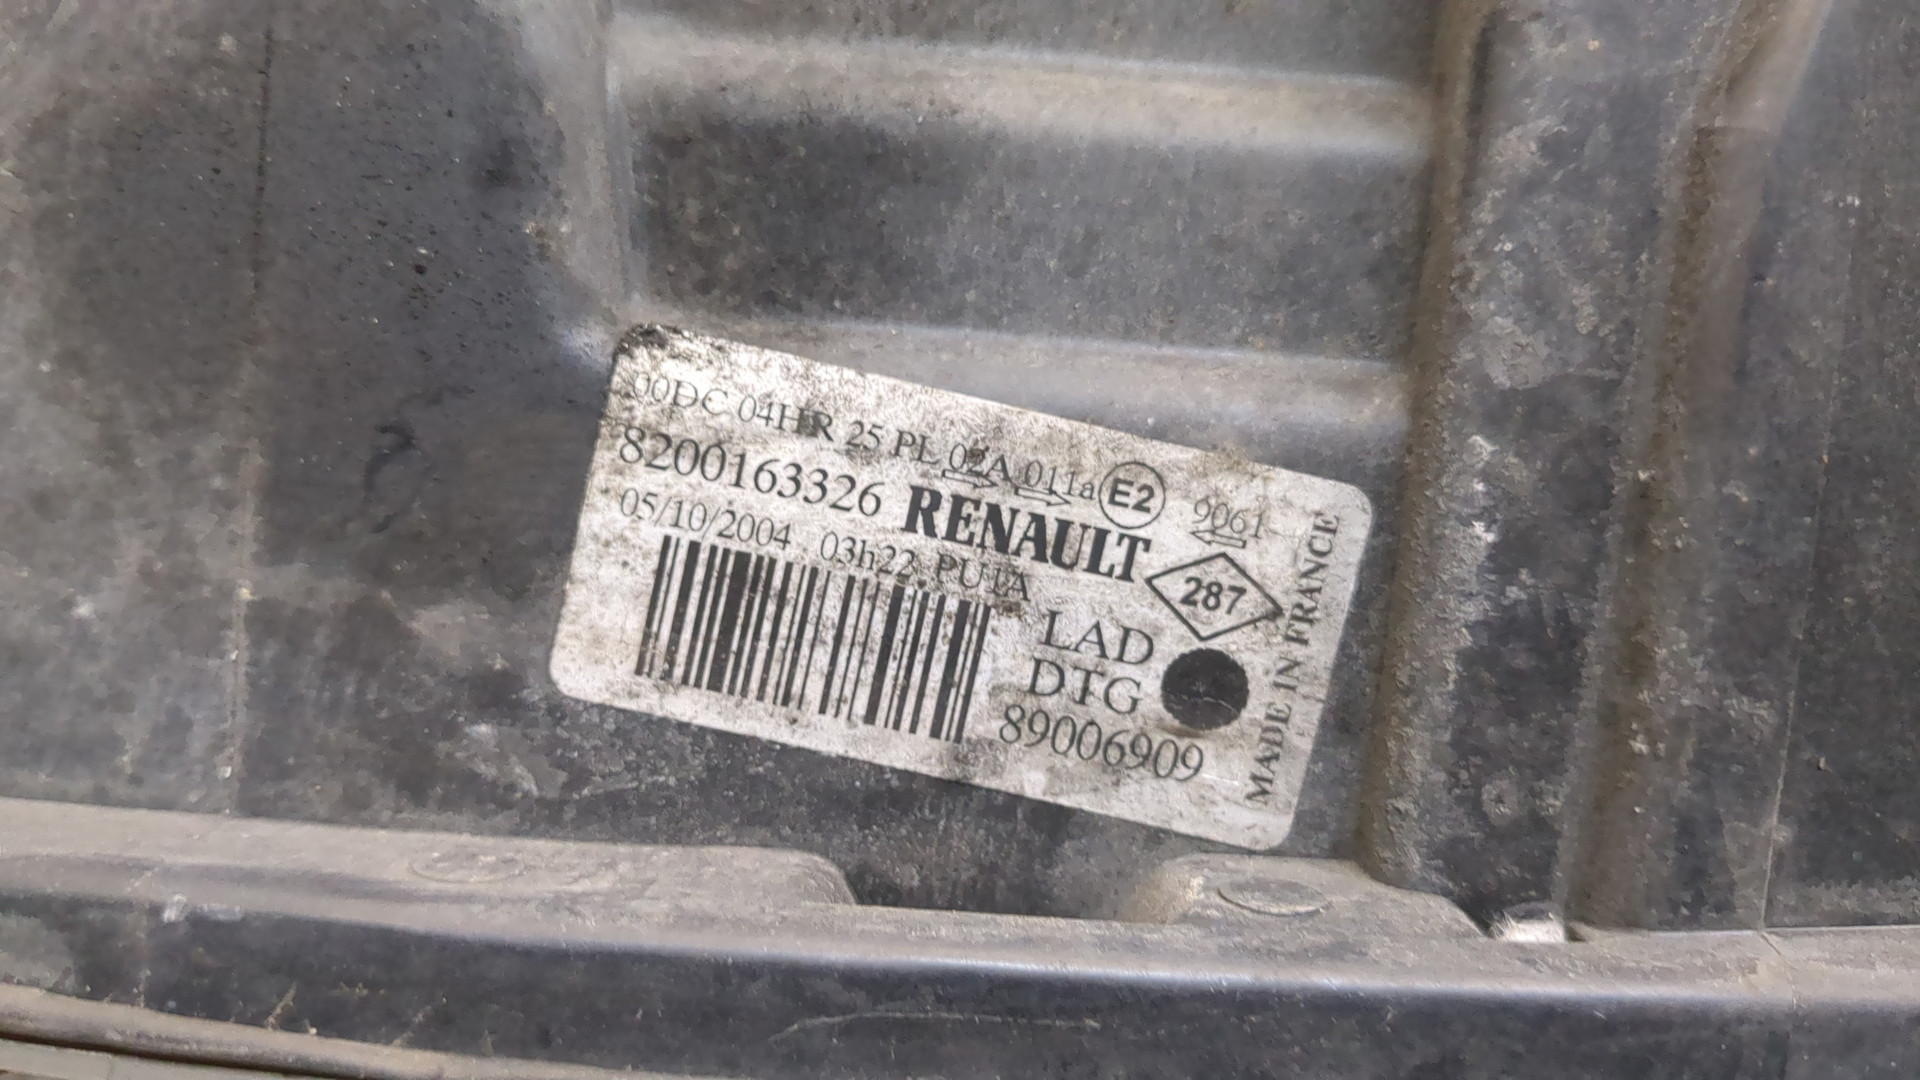 00DC 04HR 25 PL 02A 011a E2 9061
8200163326 RENAULT
05/10/2004 03h22 PU1A
287
LAD
DTG
89006909
MADE IN FRANCE